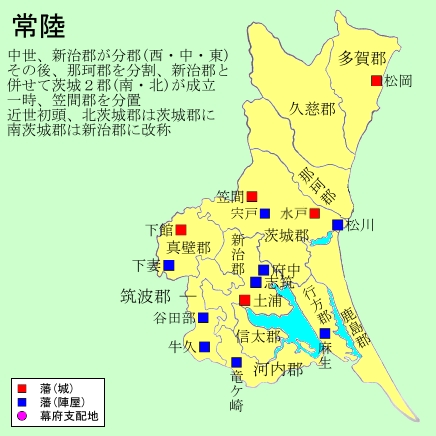 常陸
中世、新治郡が分郡(西・中・東)
その後、那珂郡を分割、新治郡と
併せて茨城２郡(南・北)が成立
一時、笠間郡を分置
近世初頭、北茨城郡は茨城郡に
南茨城郡は新治郡に改称
多賀郡
松岡
久慈郡
那珂郡
笠間
宍戸
水戸
松川
下館
茨城郡
真壁郡
新治郡
下妻
府中
志筑
筑波郡
土浦
行方郡
鹿島郡
谷田部
信太郡
麻生
牛久
竜ヶ崎
河内郡
藩(城)
藩(陣屋)
幕府支配地